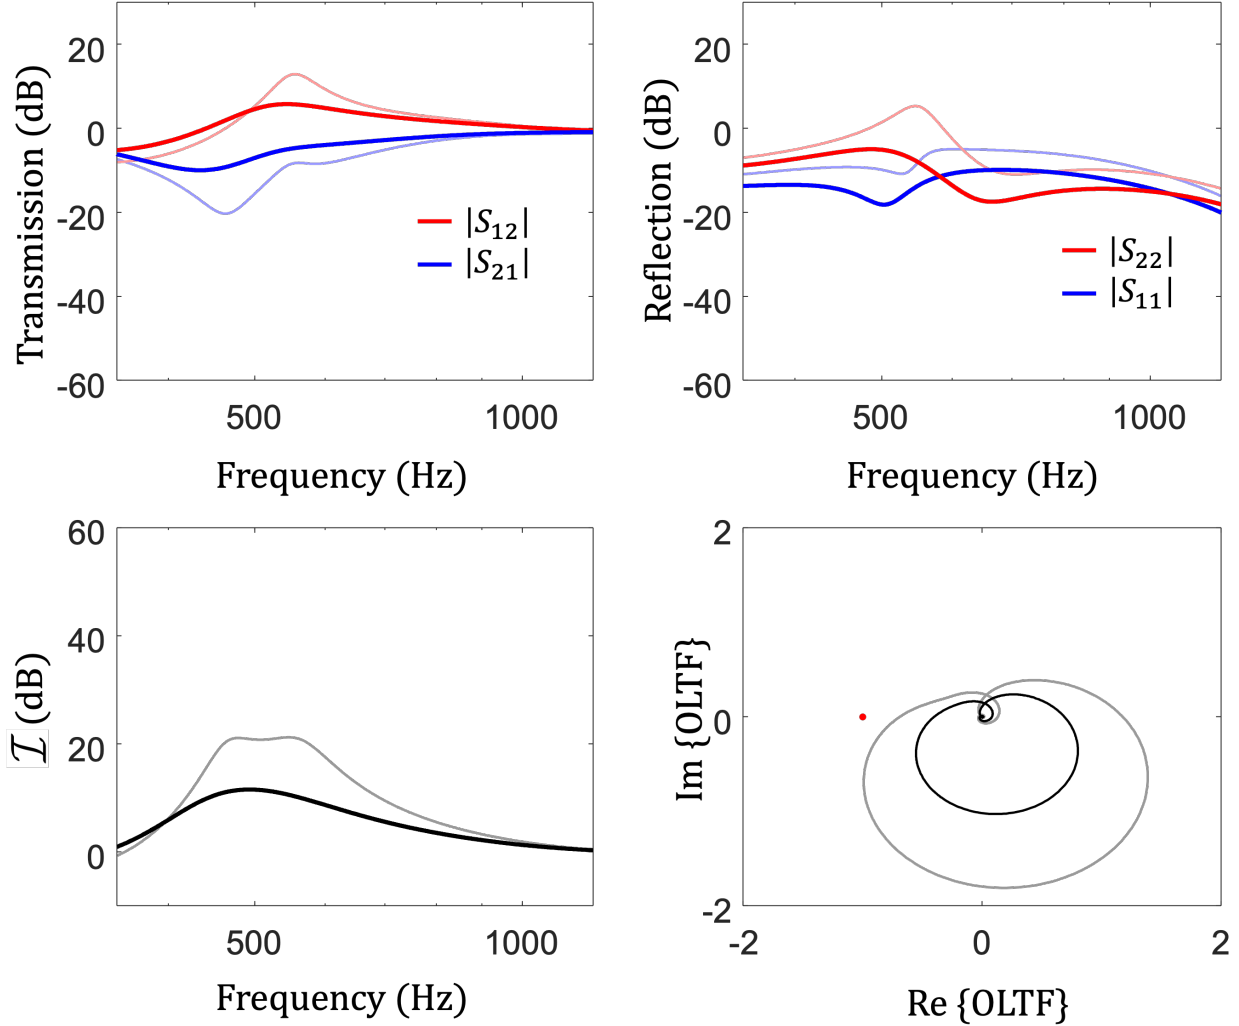 Transmission (dB)
20
0
-20
-40
-60
|S₁₂|
|S₂₁|
500
1000
Frequency (Hz)
Reflection (dB)
20
0
-20
-40
-60
|S₂₂|
|S₁₁|
500
1000
Frequency (Hz)
ℐ (dB)
60
40
20
0
500
1000
Frequency (Hz)
Im {OLTF}
2
0
-2
-2
0
2
Re {OLTF}